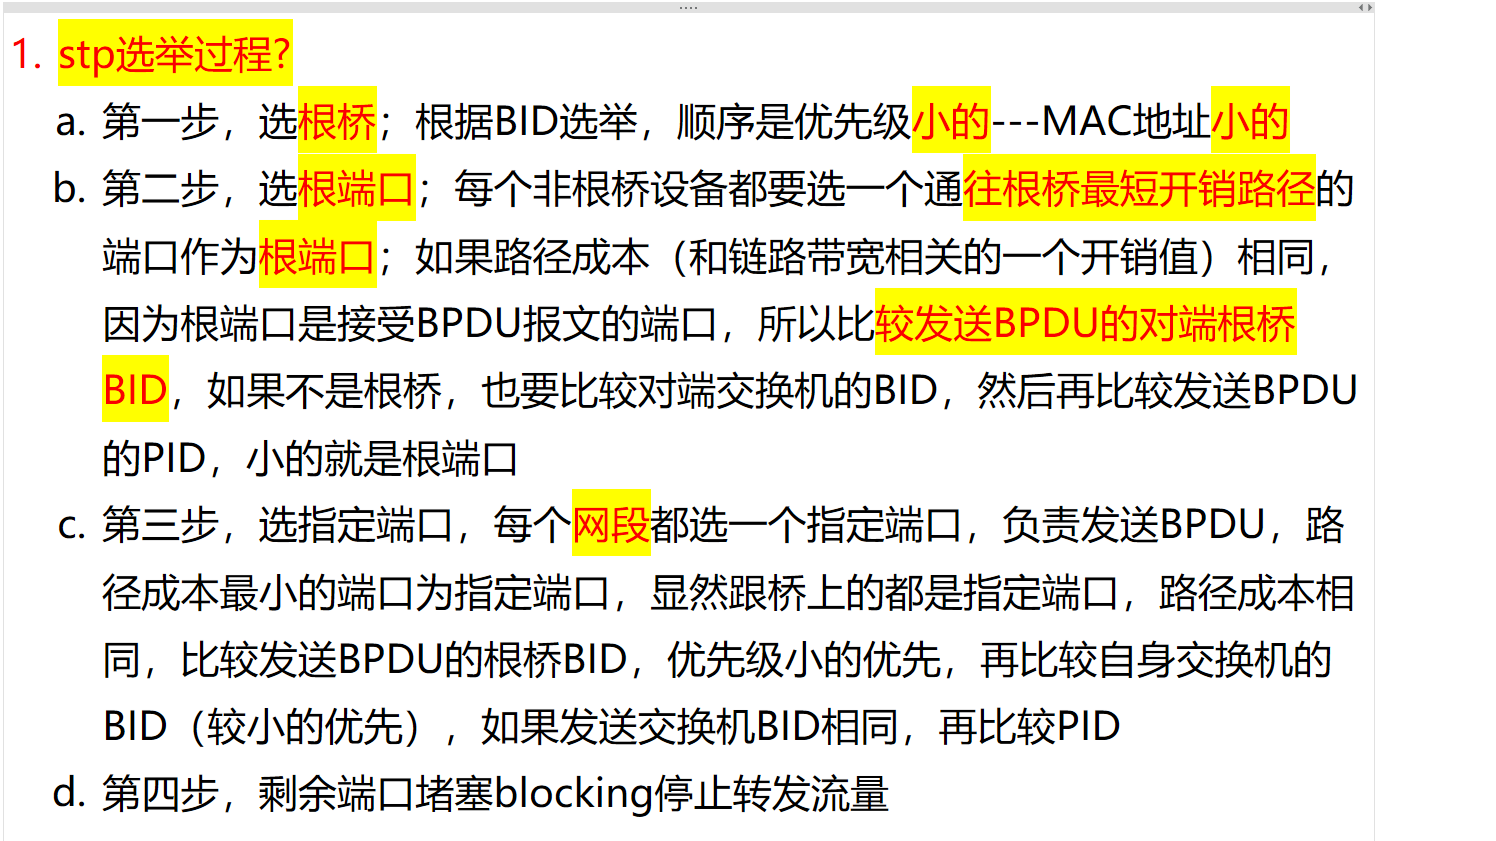 1. stp选举过程?
a. 第一步，选根桥；根据BID选举，顺序是优先级小的---MAC地址小的
b. 第二步，选根端口；每个非根桥设备都要选一个通往根桥最短开销路径的
端口作为根端口；如果路径成本（和链路带宽相关的一个开销值）相同，
因为根端口是接受BPDU报文的端口，所以比较发送BPDU的对端根桥
BID，如果不是根桥，也要比较对端交换机的BID，然后再比较发送BPDU
的PID，小的就是根端口
c. 第三步，选指定端口，每个网段都选一个指定端口，负责发送BPDU，路
径成本最小的端口为指定端口，显然跟桥上的都是指定端口，路径成本相
同，比较发送BPDU的根桥BID，优先级小的优先，再比较自身交换机的
BID（较小的优先），如果发送交换机BID相同，再比较PID
d. 第四步，剩余端口堵塞blocking停止转发流量